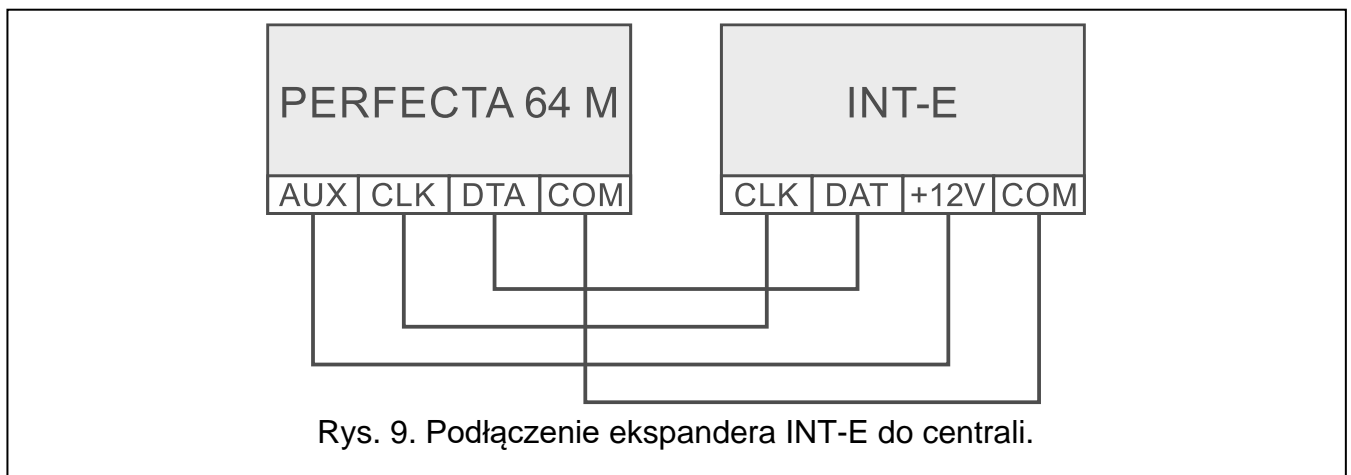 PERFECTA 64 M
INT-E
AUX CLK DTA COM
CLK DAT +12V COM
Rys. 9. Podłączenie ekspandera INT-E do centrali.